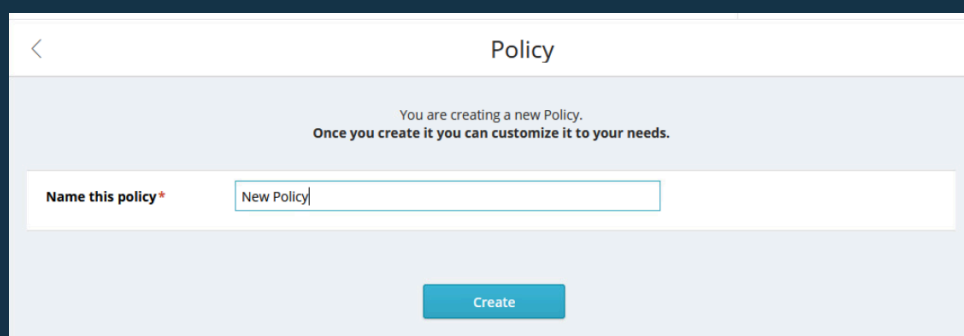 Policy
You are creating a new Policy.
Once you create it you can customize it to your needs.
Name this policy*
New Policy
Create